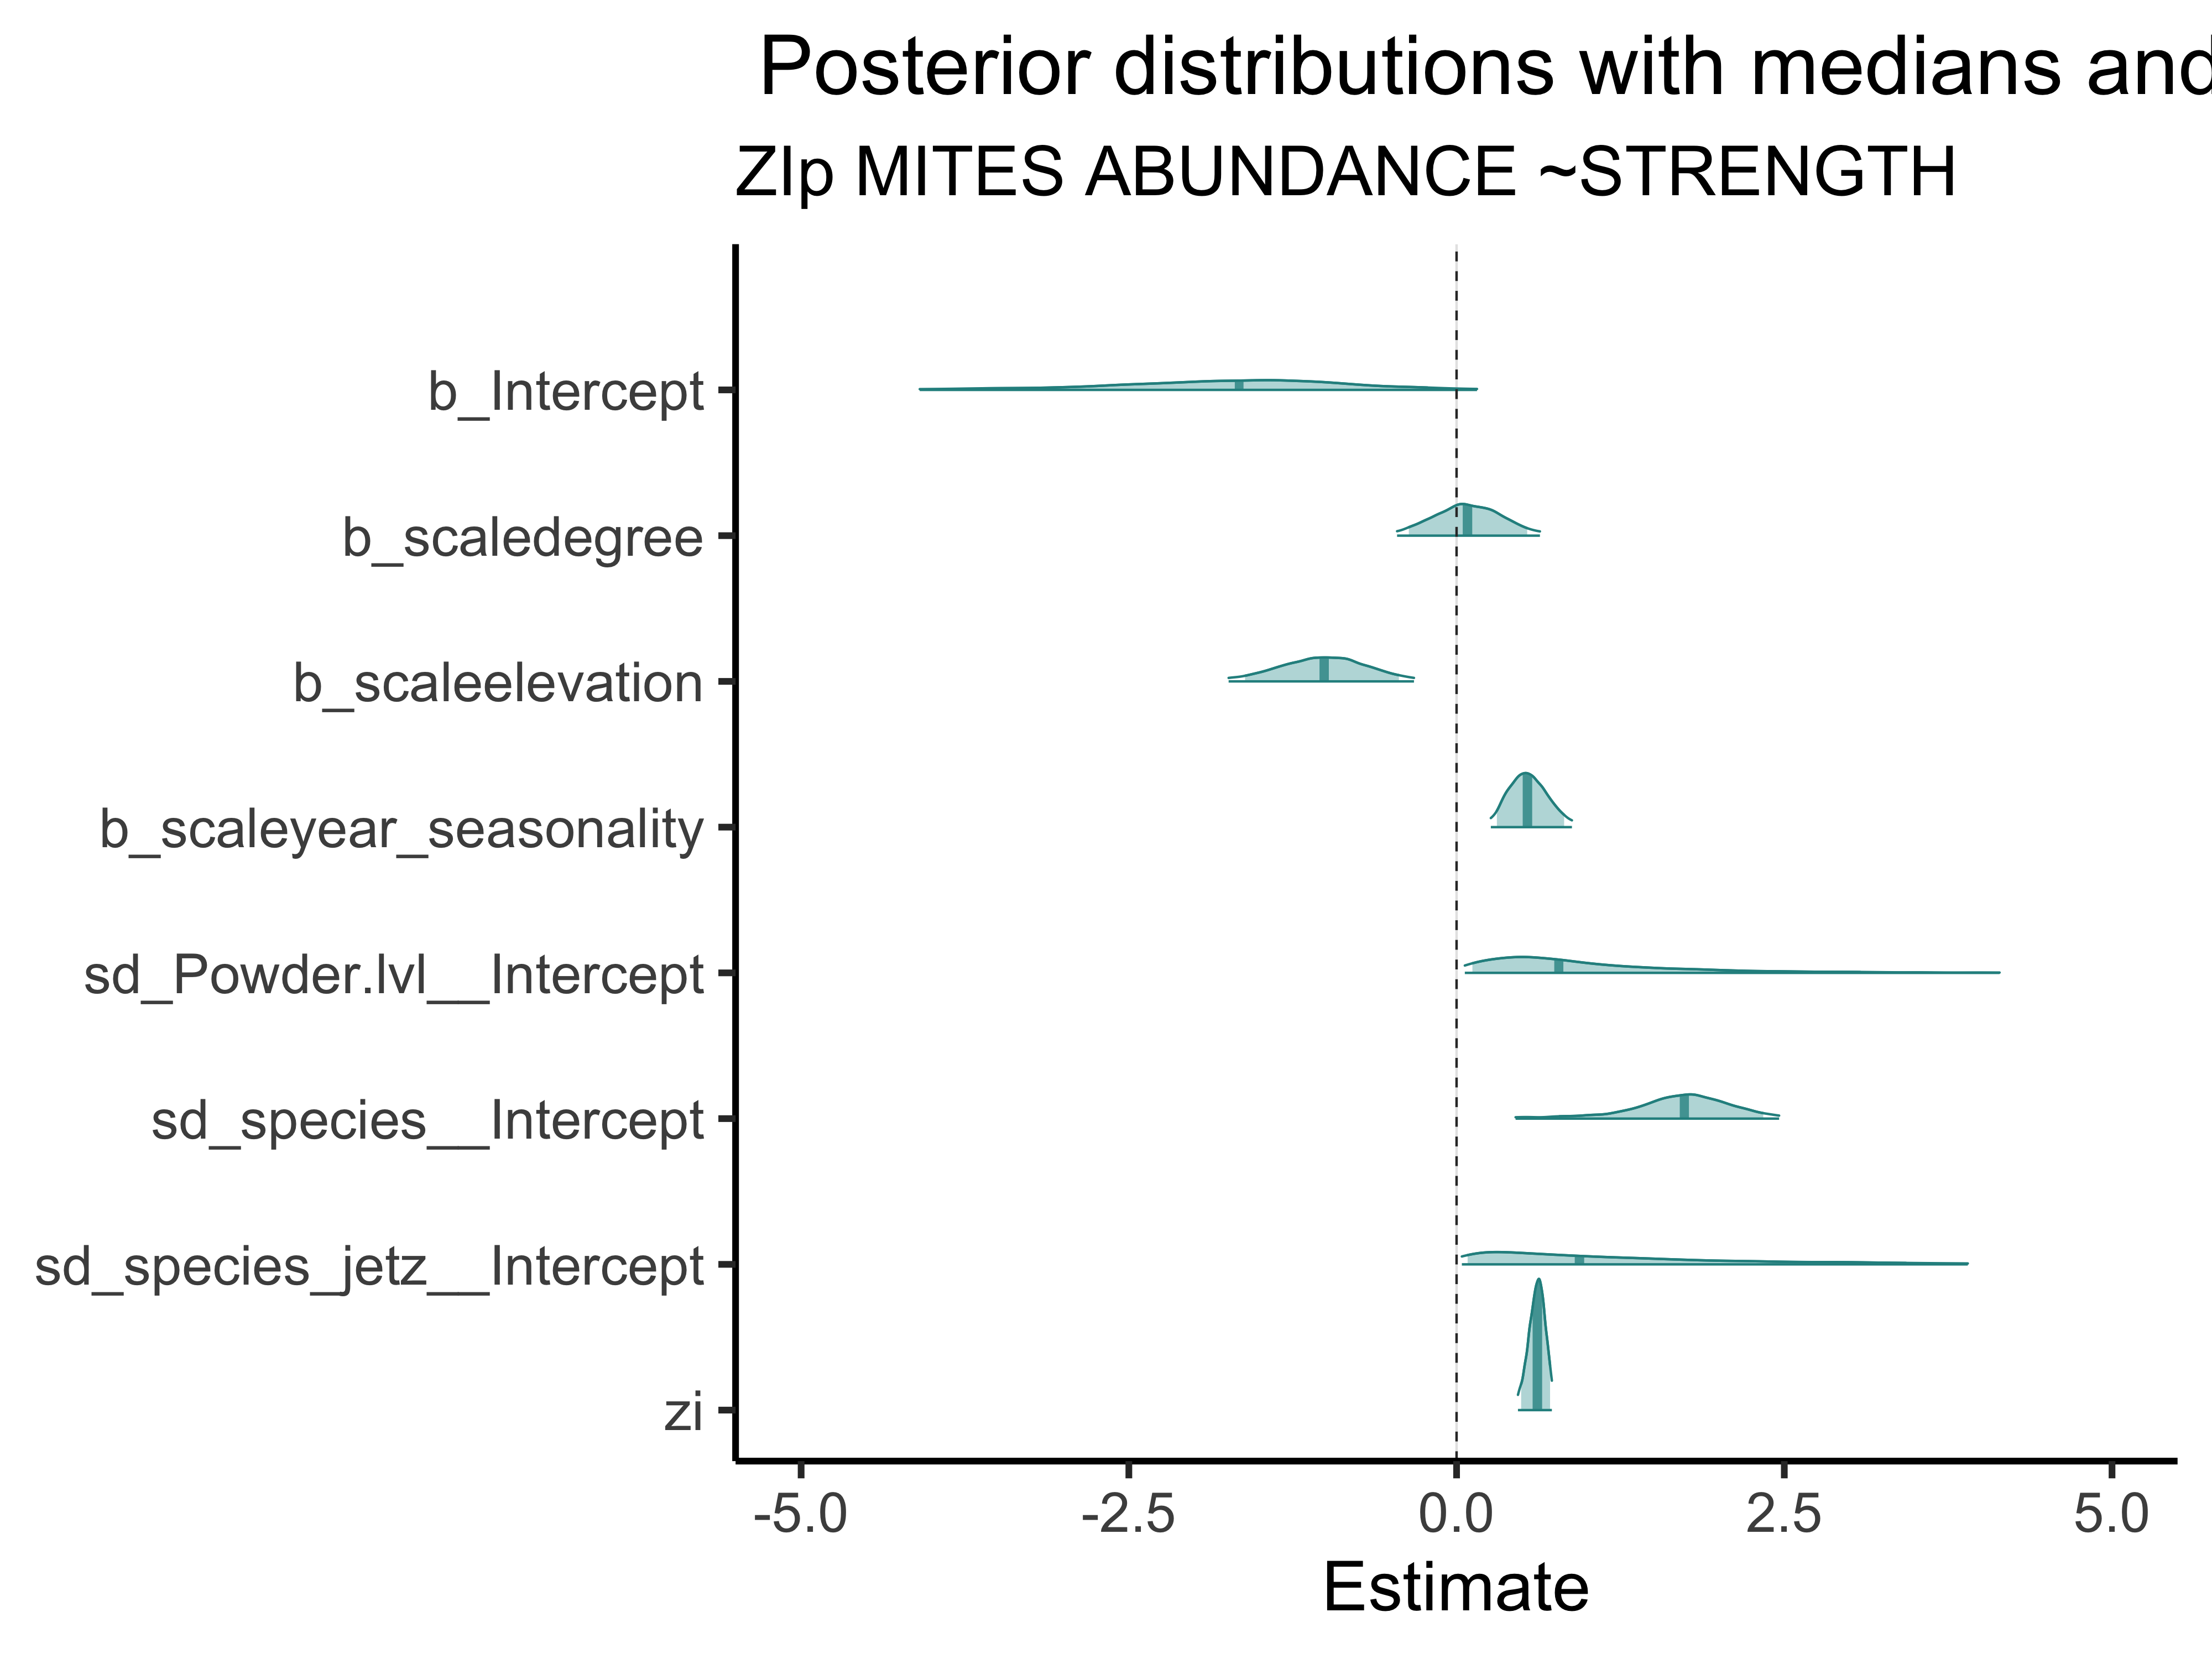 Posterior distributions with medians and
ZIp MITES ABUNDANCE ~STRENGTH
b_Intercept
b_scaledegree
b_scaleelevation
b_scaleyear_seasonality
sd_Powder.lvl__Intercept
sd_species__Intercept
sd_species_jetz__Intercept
zi
-5.0 -2.5 0.0 2.5 5.0
Estimate